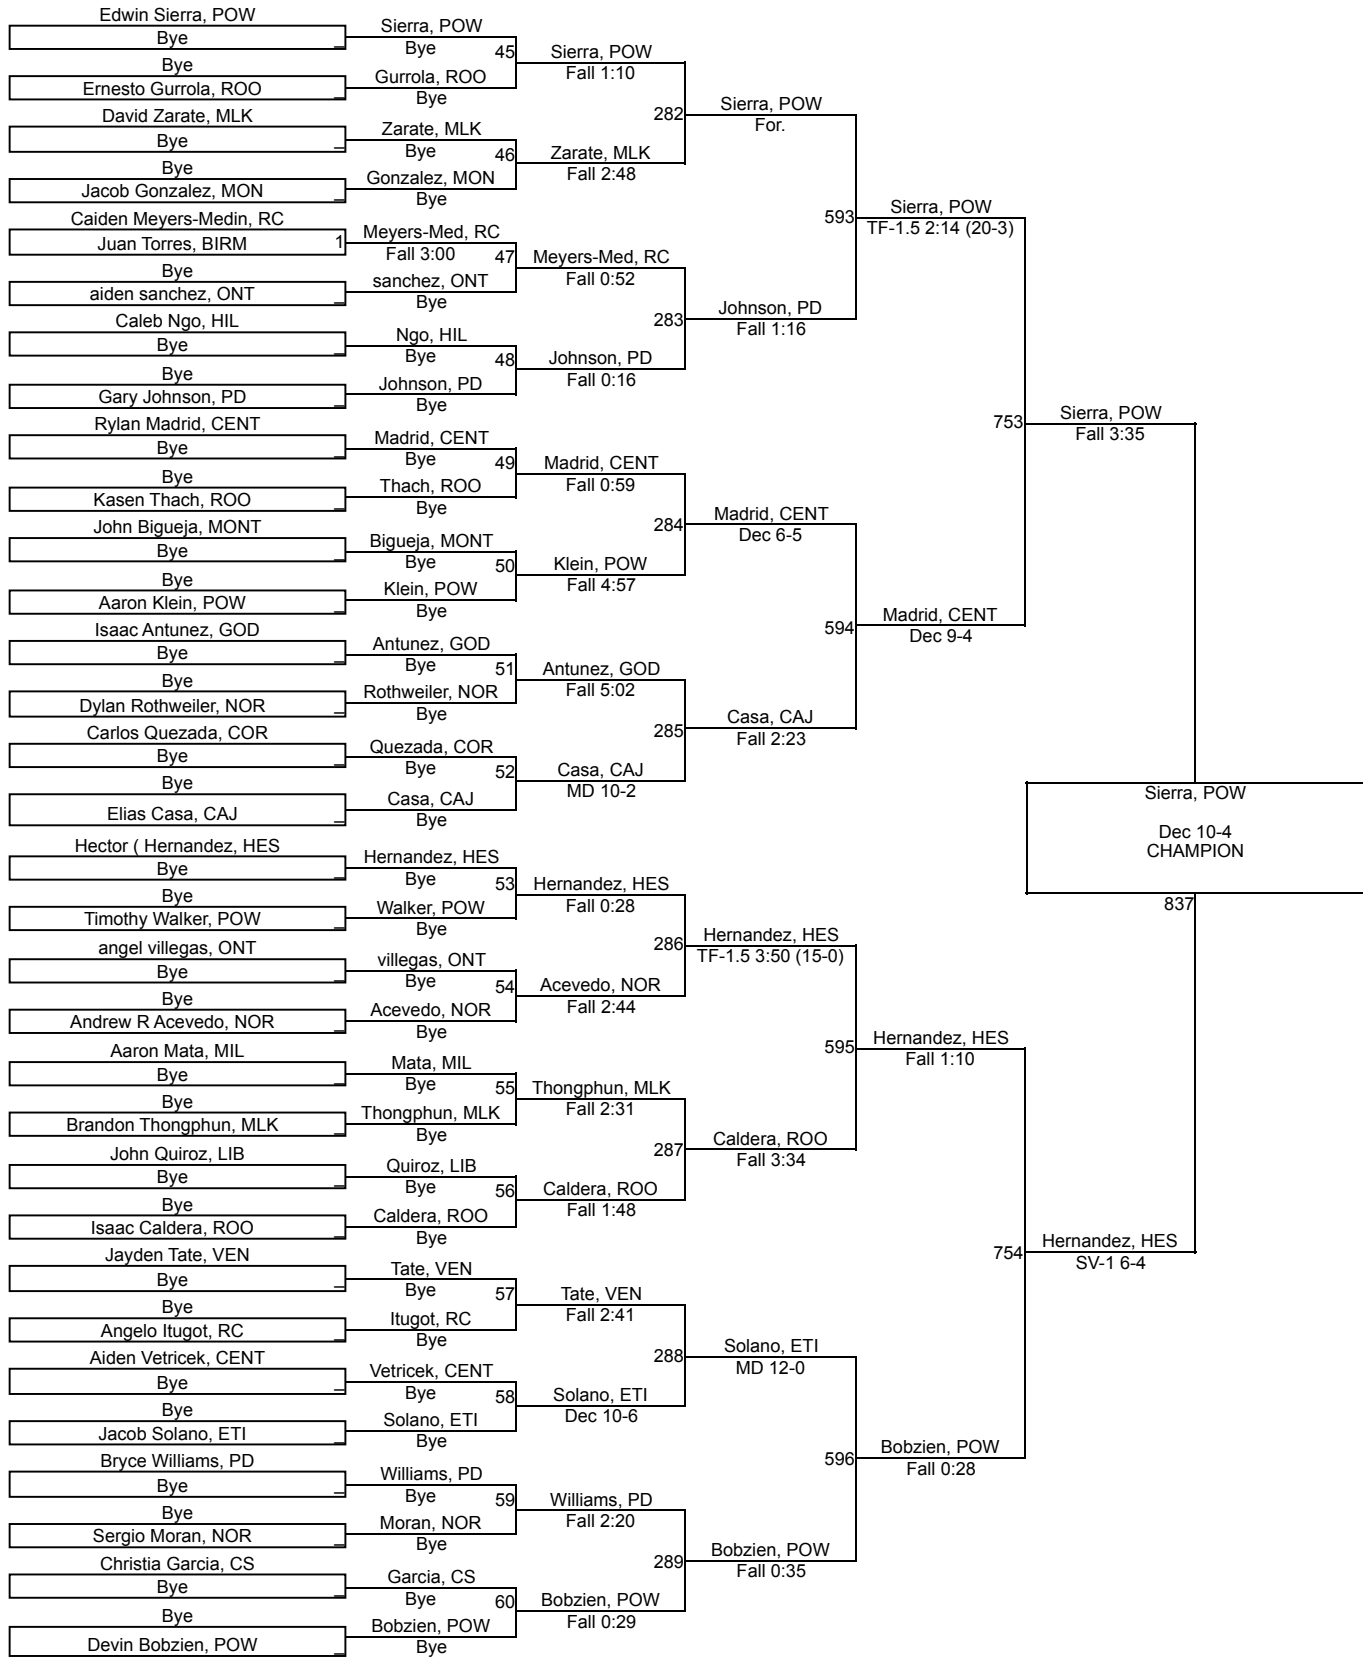 Edwin Sierra, POW
Bye
Bye
Ernesto Gurrola, ROO
David Zarate, MLK
Bye
Bye
Jacob Gonzalez, MON
Caiden Meyers-Medin, RC
Juan Torres, BIRM 1
Bye
aiden sanchez, ONT
Caleb Ngo, HIL
Bye
Bye
Gary Johnson, PD
Rylan Madrid, CENT
Bye
Bye
Kasen Thach, ROO
John Bigueja, MONT
Bye
Bye
Aaron Klein, POW
Isaac Antunez, GOD
Bye
Bye
Dylan Rothweiler, NOR
Carlos Quezada, COR
Bye
Bye
Elias Casa, CAJ
Hector ( Hernandez, HES
Bye
Bye
Timothy Walker, POW
angel villegas, ONT
Bye
Bye
Andrew R Acevedo, NOR
Aaron Mata, MIL
Bye
Bye
Brandon Thongphun, MLK
John Quiroz, LIB
Bye
Bye
Isaac Caldera, ROO
Jayden Tate, VEN
Bye
Bye
Angelo Itugot, RC
Aiden Vetricek, CENT
Bye
Bye
Jacob Solano, ETI
Bryce Williams, PD
Bye
Bye
Sergio Moran, NOR
Christia Garcia, CS
Bye
Bye
Devin Bobzien, POW
Sierra, POW
Bye 45
Gurrola, ROO
Bye
Zarate, MLK
Bye 46
Gonzalez, MON
Bye
Meyers-Med, RC
Fall 3:00 47
sanchez, ONT
Bye
Ngo, HIL
Bye 48
Johnson, PD
Bye
Madrid, CENT
Bye 49
Thach, ROO
Bye
Bigueja, MONT
Bye 50
Klein, POW
Bye
Antunez, GOD
Bye 51
Rothweiler, NOR
Bye
Quezada, COR
Bye 52
Casa, CAJ
Bye
Hernandez, HES
Bye 53
Walker, POW
Bye
villegas, ONT
Bye 54
Acevedo, NOR
Bye
Mata, MIL
Bye 55
Thongphun, MLK
Bye
Quiroz, LIB
Bye 56
Caldera, ROO
Bye
Tate, VEN
Bye 57
Itugot, RC
Bye
Vetricek, CENT
Bye 58
Solano, ETI
Bye
Williams, PD
Bye 59
Moran, NOR
Bye
Garcia, CS
Bye 60
Bobzien, POW
Bye
Sierra, POW
Fall 1:10
282
Zarate, MLK
Fall 2:48
Meyers-Med, RC
Fall 0:52
283
Johnson, PD
Fall 0:16
Madrid, CENT
Fall 0:59
284
Klein, POW
Fall 4:57
Antunez, GOD
Fall 5:02
285
Casa, CAJ
MD 10-2
Hernandez, HES
Fall 0:28
286
Acevedo, NOR
Fall 2:44
Thongphun, MLK
Fall 2:31
287
Caldera, ROO
Fall 1:48
Tate, VEN
Fall 2:41
288
Solano, ETI
Dec 10-6
Williams, PD
Fall 2:20
289
Bobzien, POW
Fall 0:29
Sierra, POW
For.
593
Johnson, PD
Fall 1:16
Madrid, CENT
Dec 6-5
594
Casa, CAJ
Fall 2:23
Hernandez, HES
TF-1.5 3:50 (15-0)
595
Caldera, ROO
Fall 3:34
Solano, ETI
MD 12-0
596
Bobzien, POW
Fall 0:35
Sierra, POW
TF-1.5 2:14 (20-3)
753
Madrid, CENT
Dec 9-4
Hernandez, HES
Fall 1:10
754
Bobzien, POW
Fall 0:28
Sierra, POW
Fall 3:35
Hernandez, HES
SV-1 6-4
Sierra, POW
Dec 10-4
CHAMPION
837